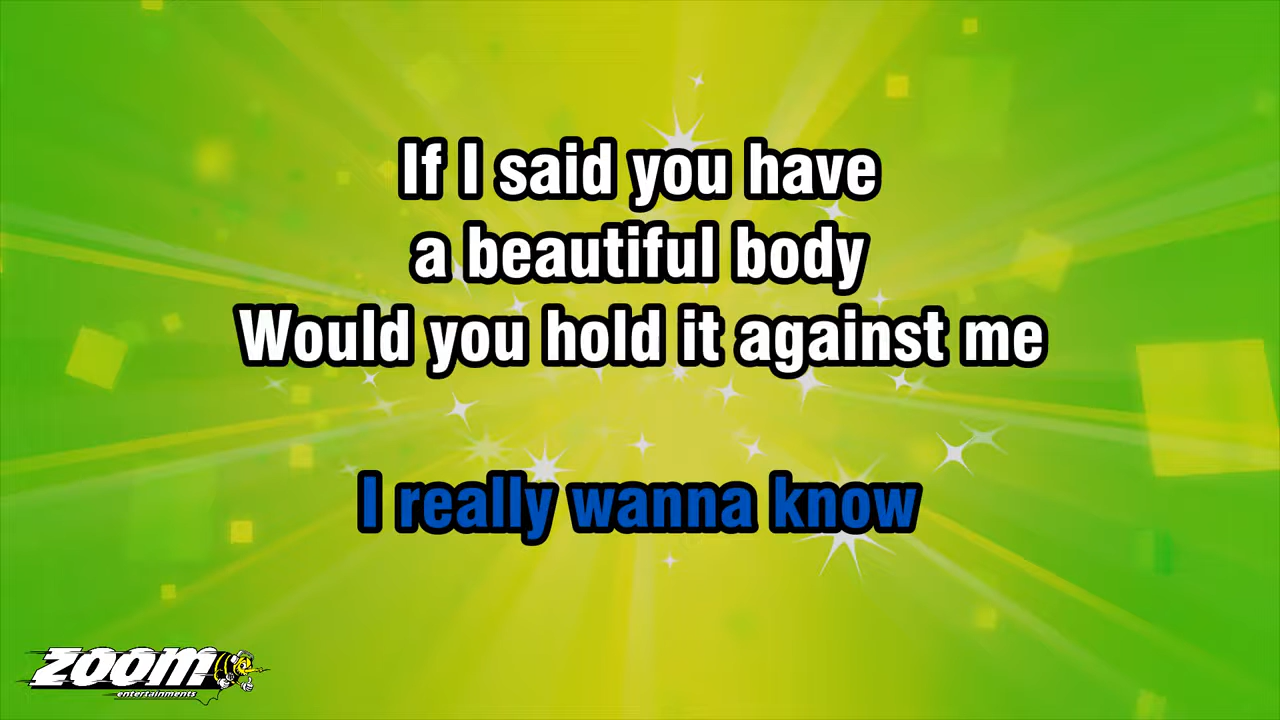 If I said you have
a beautiful body
Would you hold it against me
I really wanna know
ZOOM
entertainments